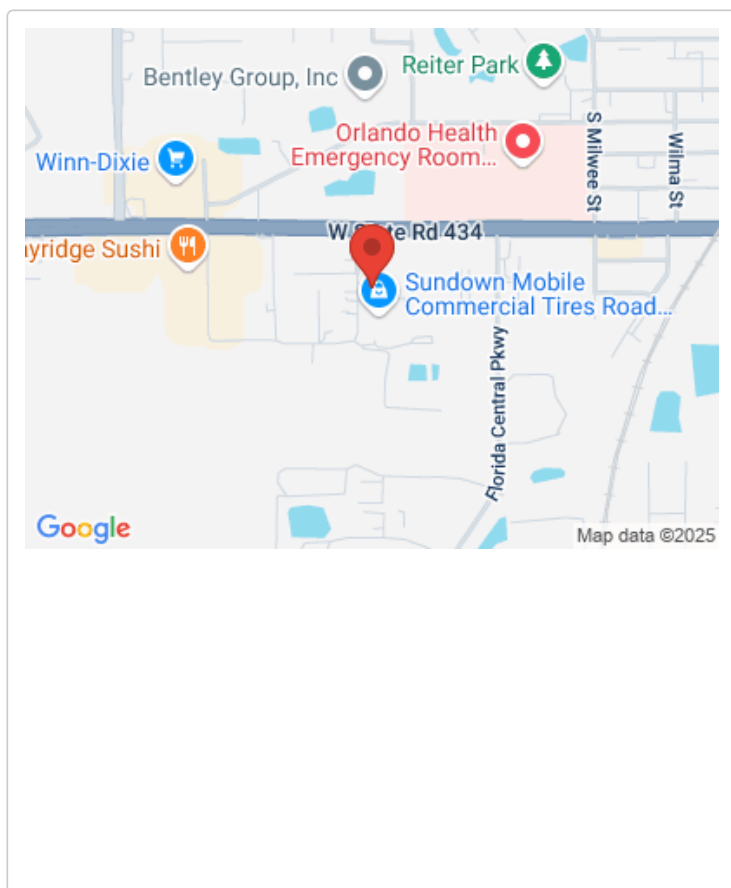 Bentley Group, Inc
Reiter Park
Orlando Health
Emergency Room...
S Milwee St
Wilma St
Winn-Dixie
W State Rd 434
yridge Sushi
Sundown Mobile
Commercial Tires Road...
Florida Central Pkwy
Google
Map data ©2025